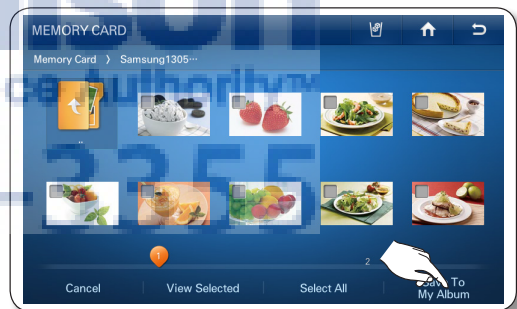 MEMORY CARD
Memory Card 〉 Samsung1305···
..
1
2
Cancel
View Selected
Select All
Save To
My Album